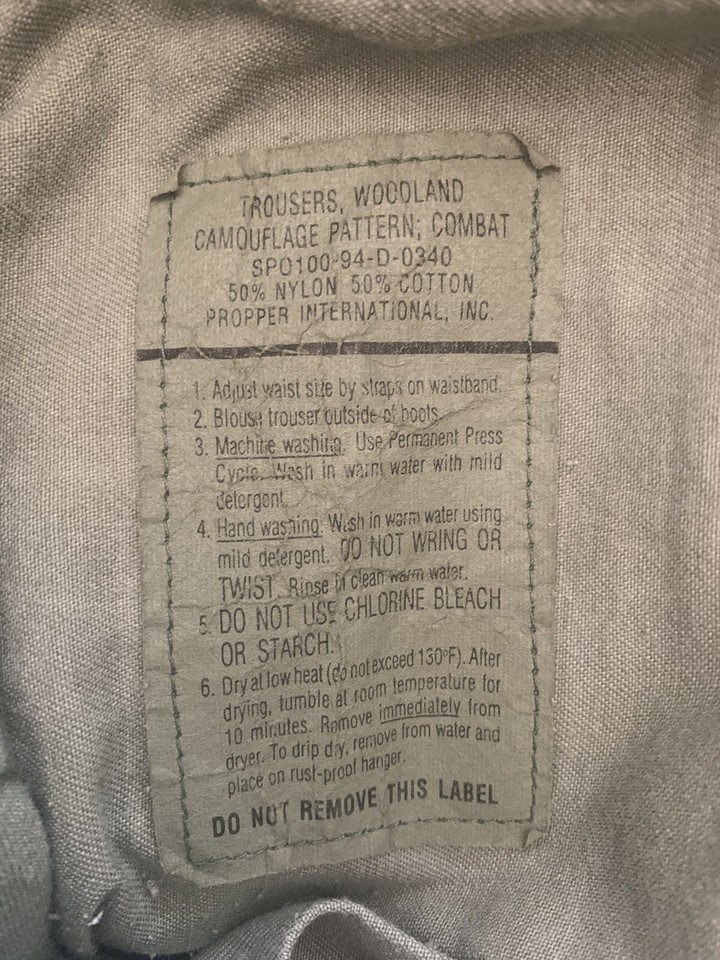 TROUSERS, WOODLAND
CAMOUFLAGE PATTERN; COMBAT
SPO100-94-D-0340
50% NYLON 50% COTTON
PROPPER INTERNATIONAL, INC.
1. Adjust waist size by straps on waistband.
2. Blouse trouser outside of boots.
3. Machine washing. Use Permanent Press
Cycle. Wash in warm water with mild
detergent.
4. Hand washing: Wash in warm water using
mild detergent. DO NOT WRING OR
TWIST. Rinse in clean warm water.
5. DO NOT USE CHLORINE BLEACH
OR STARCH.
6. Dry at low heat (do not exceed 130°F). After
drying, tumble at room temperature for
10 minutes. Remove immediately from
dryer. To drip dry, remove from water and
place on rust-proof hanger.
DO NOT REMOVE THIS LABEL